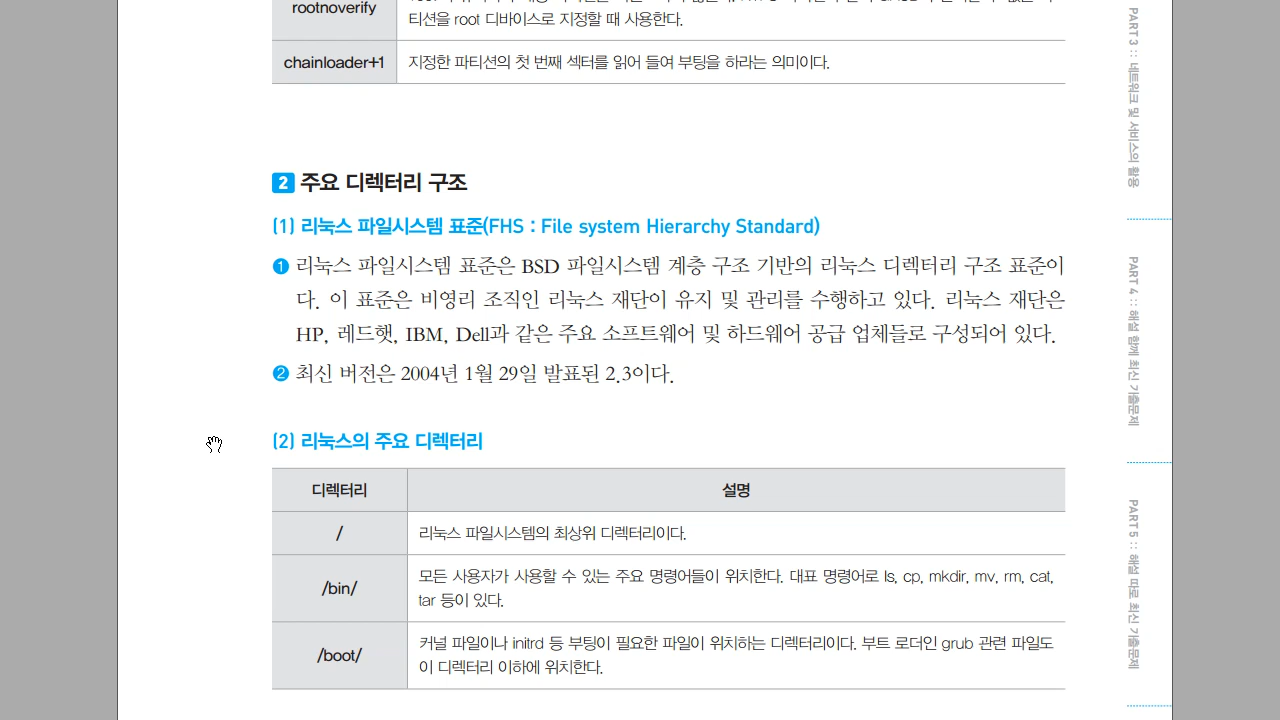 rootnoverify
티션을 root 디바이스로 지정할 때 사용한다.
chainloader+1
지정한 파티션의 첫 번째 섹터를 읽어 들여 부팅을 하라는 의미이다.
2 주요 디렉터리 구조
(1) 리눅스 파일시스템 표준(FHS : File system Hierarchy Standard)
❶ 리눅스 파일시스템 표준은 BSD 파일시스템 계층 구조 기반의 리눅스 디렉터리 구조 표준이
다. 이 표준은 비영리 조직인 리눅스 재단이 유지 및 관리를 수행하고 있다. 리눅스 재단은
HP, 레드햇, IBM, Dell과 같은 주요 소프트웨어 및 하드웨어 공급 업체들로 구성되어 있다.
❷ 최신 버전은 2004년 1월 29일 발표된 2.3이다.
(2) 리눅스의 주요 디렉터리
디렉터리
설명
/
리눅스 파일시스템의 최상위 디렉터리이다.
/bin/
사용자가 사용할 수 있는 주요 명령어들이 위치한다. 대표 명령어로 ls, cp, mkdir, mv, rm, cat,
tar 등이 있다.
/boot/
파일이나 initrd 등 부팅이 필요한 파일이 위치하는 디렉터리이다. 부트 로더인 grub 관련 파일도
이 디렉터리 이하에 위치한다.
PART 3 :: 네트워크 및 서비스의 활용
PART 4 :: 해설 함께 최신 기출문제
PART 5 :: 해설 따로 최신 기출문제